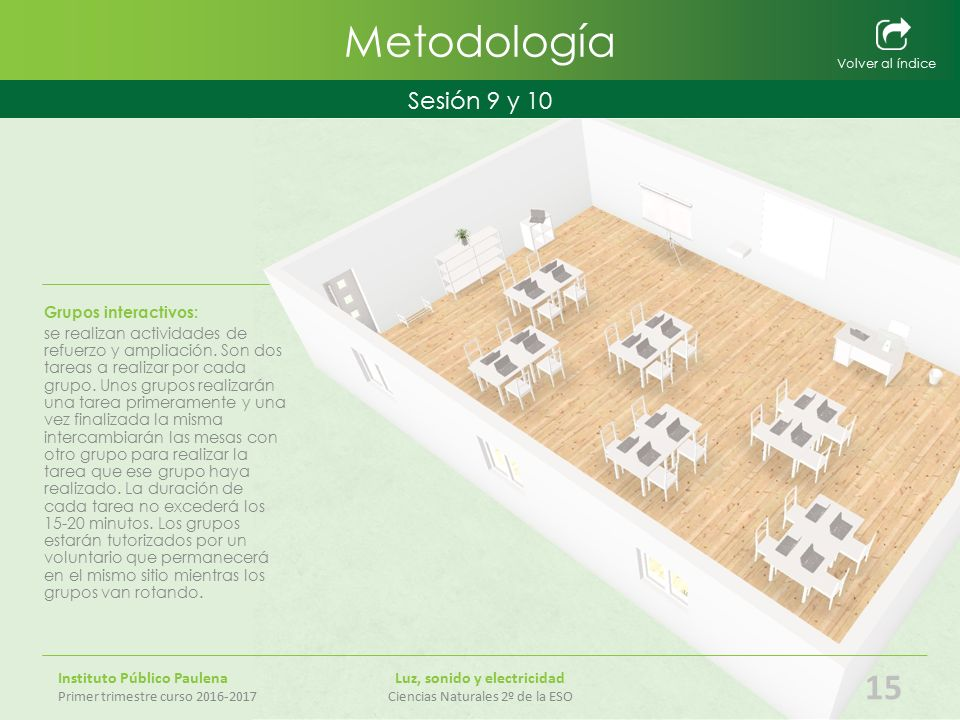 Metodología
Volver al índice
Sesión 9 y 10
Grupos interactivos:
se realizan actividades de
refuerzo y ampliación. Son dos
tareas a realizar por cada
grupo. Unos grupos realizarán
una tarea primeramente y una
vez finalizada la misma
intercambiarán las mesas con
otro grupo para realizar la
tarea que ese grupo haya
realizado. La duración de
cada tarea no excederá los
15-20 minutos. Los grupos
estarán tutorizados por un
voluntario que permanecerá
en el mismo sitio mientras los
grupos van rotando.
Instituto Público Paulena
Primer trimestre curso 2016-2017
Luz, sonido y electricidad
Ciencias Naturales 2º de la ESO
15